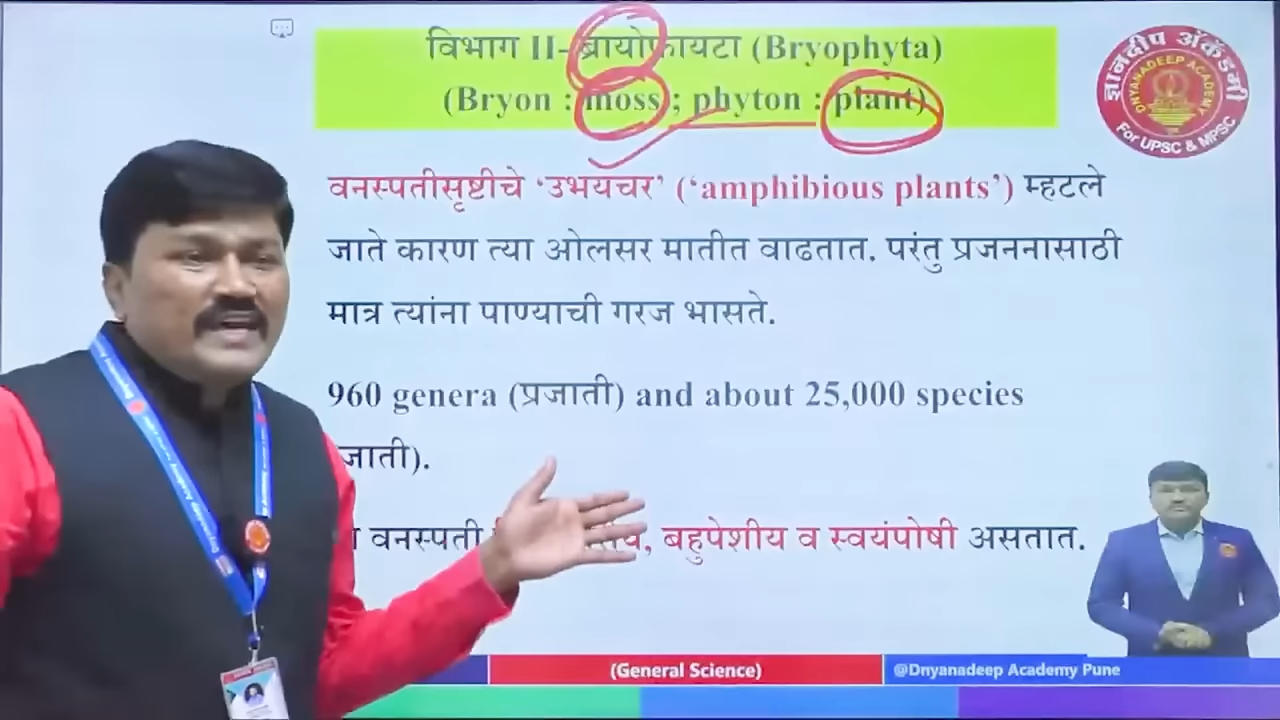 विभाग II- ब्रायोफायटा (Bryophyta)
(Bryon : moss ; phyton : plant)
ज्ञानदीप अ‍ॅकॅडमी
DNYANADEEP ACADEMY
For UPSC & MPSC
वनस्पतीसृष्टीचे ‘उभयचर’ (‘amphibious plants’) म्हटले
जाते कारण त्या ओलसर मातीत वाढतात. परंतु प्रजननासाठी
मात्र त्यांना पाण्याची गरज भासते.
960 genera (प्रजाती) and about 25,000 species
जाती).
वनस्पती बहुपेशीय व स्वयंपोषी असतात.
(General Science)
@Dnyanadeep Academy Pune